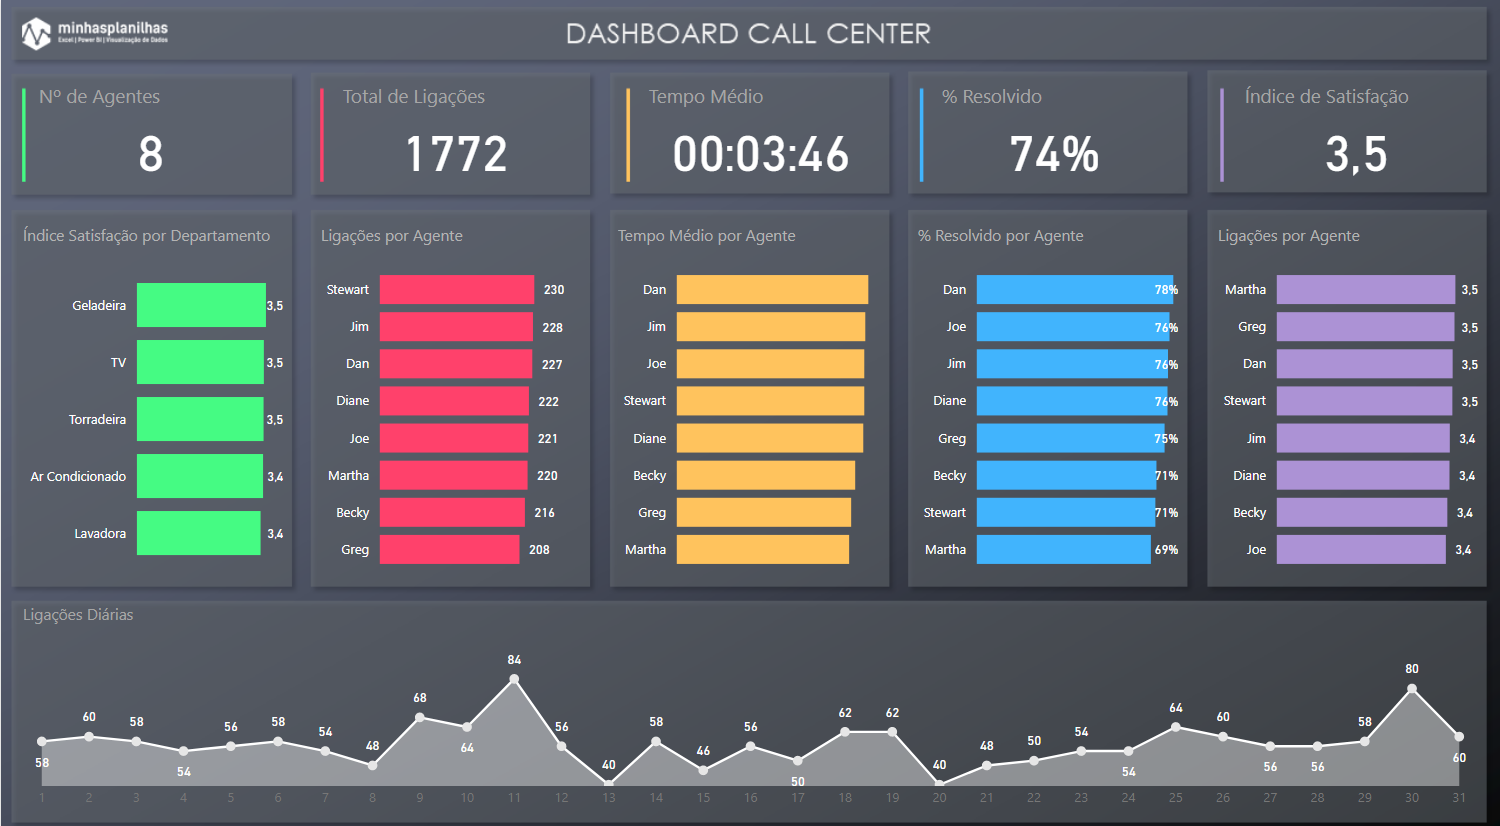 minhasplanilhas
Excel | Power BI | Visualização de Dados
DASHBOARD CALL CENTER
Nº de Agentes
8
Total de Ligações
1772
Tempo Médio
00:03:46
% Resolvido
74%
Índice de Satisfação
3,5
Índice Satisfação por Departamento
Geladeira 3,5
TV 3,5
Torradeira 3,5
Ar Condicionado 3,4
Lavadora 3,4
Ligações por Agente
Stewart 230
Jim 228
Dan 227
Diane 222
Joe 221
Martha 220
Becky 216
Greg 208
Tempo Médio por Agente
Dan
Jim
Joe
Stewart
Diane
Becky
Greg
Martha
% Resolvido por Agente
Dan 78%
Joe 76%
Jim 76%
Diane 76%
Greg 75%
Becky 71%
Stewart 71%
Martha 69%
Ligações por Agente
Martha 3,5
Greg 3,5
Dan 3,5
Stewart 3,5
Jim 3,4
Diane 3,4
Becky 3,4
Joe 3,4
Ligações Diárias
58 60 58 54 56 58 54 48 68 64 84 56 40 58 46 56 50 62 62 40 48 50 54 54 64 60 56 56 58 80 60
1 2 3 4 5 6 7 8 9 10 11 12 13 14 15 16 17 18 19 20 21 22 23 24 25 26 27 28 29 30 31